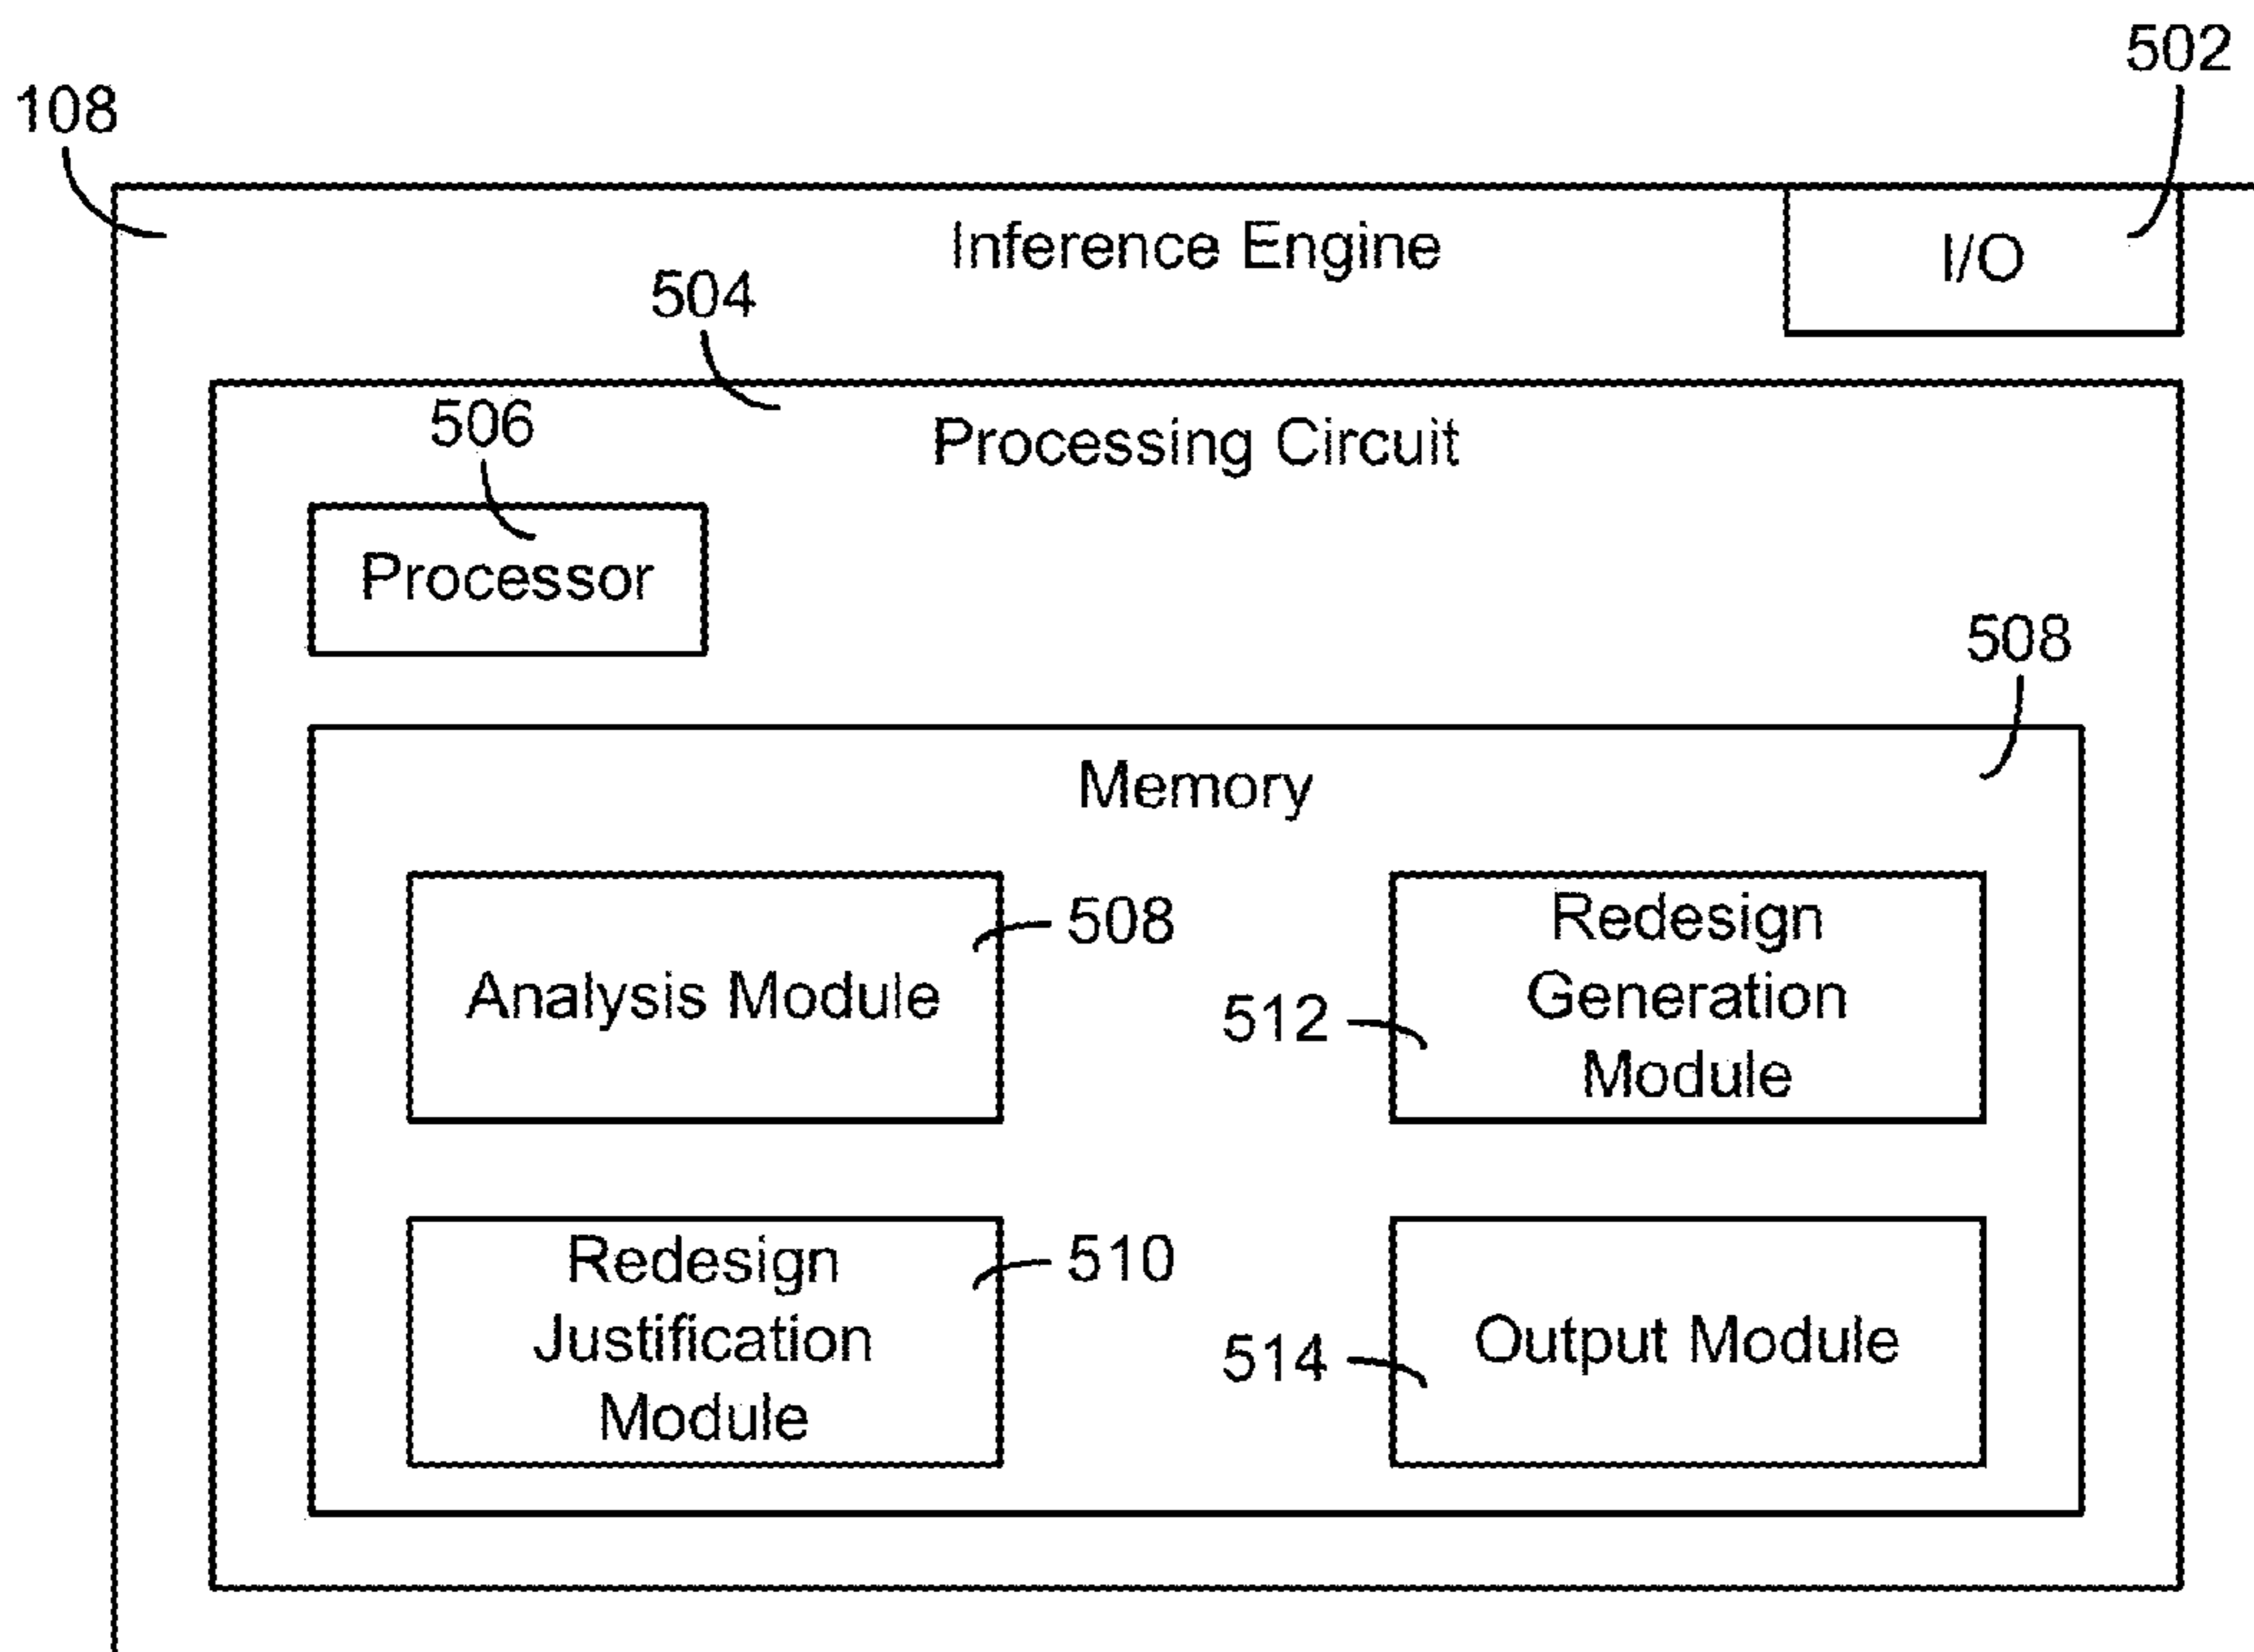 502
108
Inference Engine
I/O
504
506
Processing Circuit
Processor
508
Memory
Analysis Module
508
512
Redesign
Generation
Module
Redesign
Justification
Module
510
514
Output Module